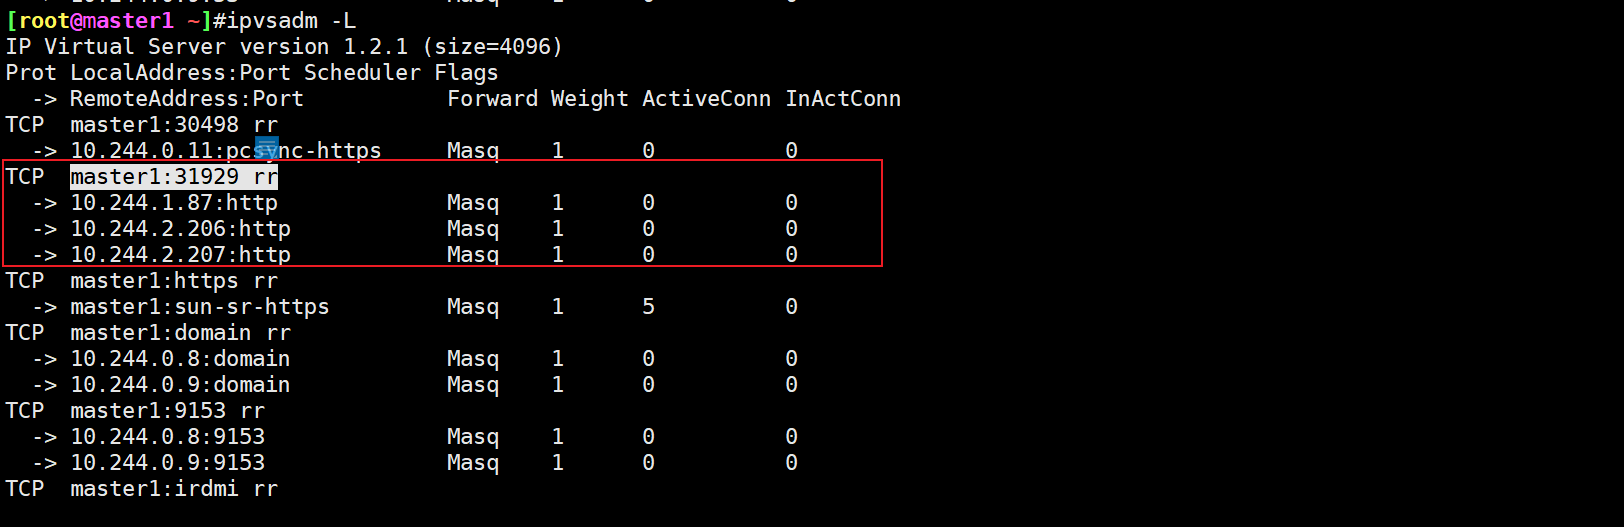 [root@master1 ~]#ipvsadm -L
IP Virtual Server version 1.2.1 (size=4096)
Prot LocalAddress:Port Scheduler Flags
  -> RemoteAddress:Port           Forward Weight ActiveConn InActConn
TCP  master1:30498 rr
  -> 10.244.0.11:pcsync-https     Masq    1      0          0
TCP  master1:31929 rr
  -> 10.244.1.87:http             Masq    1      0          0
  -> 10.244.2.206:http            Masq    1      0          0
  -> 10.244.2.207:http            Masq    1      0          0
TCP  master1:https rr
  -> master1:sun-sr-https         Masq    1      5          0
TCP  master1:domain rr
  -> 10.244.0.8:domain            Masq    1      0          0
  -> 10.244.0.9:domain            Masq    1      0          0
TCP  master1:9153 rr
  -> 10.244.0.8:9153              Masq    1      0          0
  -> 10.244.0.9:9153              Masq    1      0          0
TCP  master1:irdmi rr